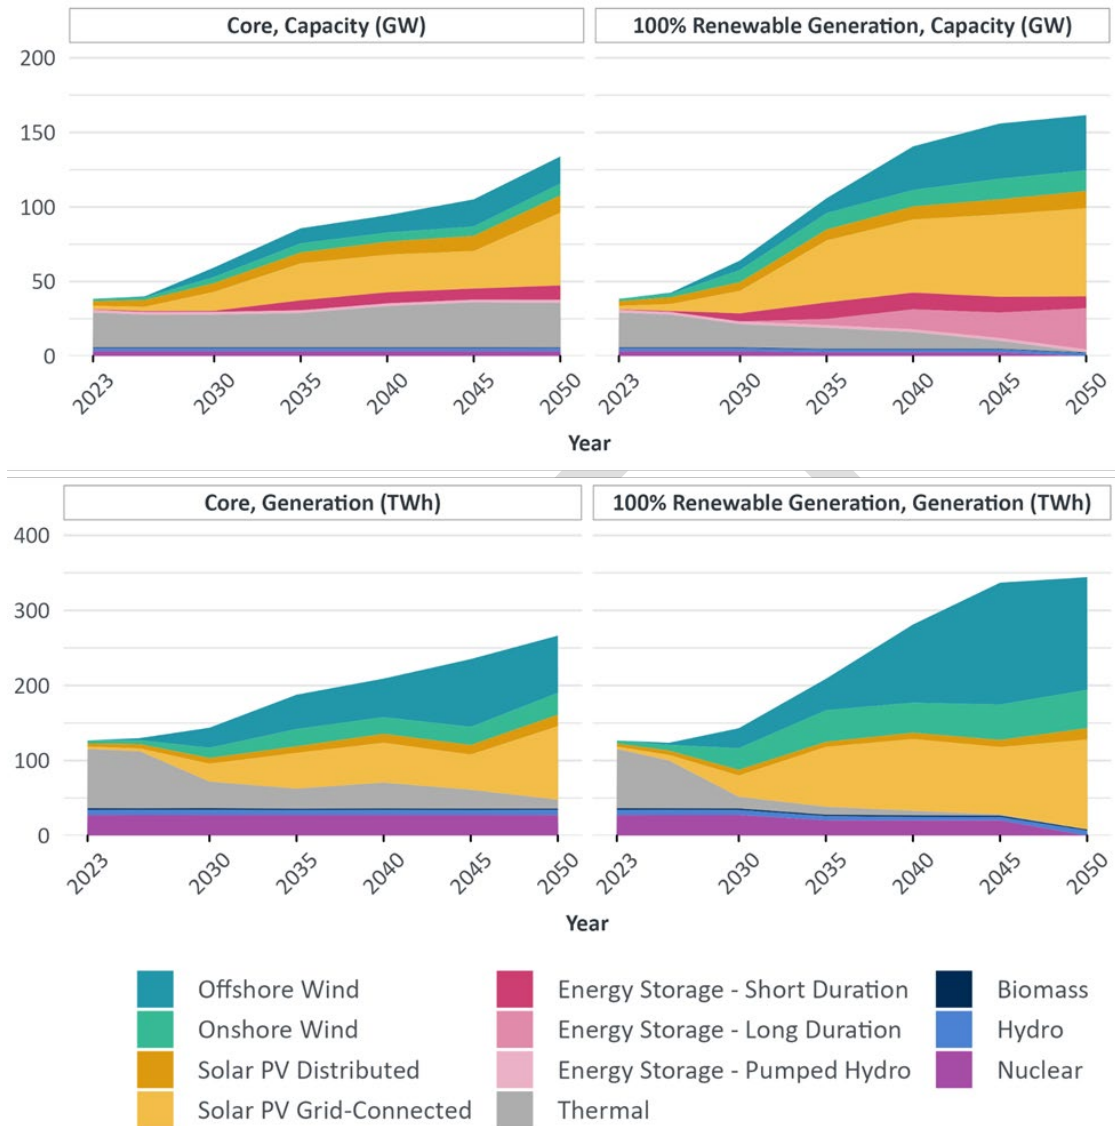 Core, Capacity (GW)
100% Renewable Generation, Capacity (GW)
200
150
100
50
0
2023
2030
2035
2040
2045
2050
2023
2030
2035
2040
2045
2050
Year
Core, Generation (TWh)
100% Renewable Generation, Generation (TWh)
400
300
200
100
0
2023
2030
2035
2040
2045
2050
2023
2030
2035
2040
2045
2050
Year
Offshore Wind
Onshore Wind
Solar PV Distributed
Solar PV Grid-Connected
Energy Storage - Short Duration
Energy Storage - Long Duration
Energy Storage - Pumped Hydro
Thermal
Biomass
Hydro
Nuclear